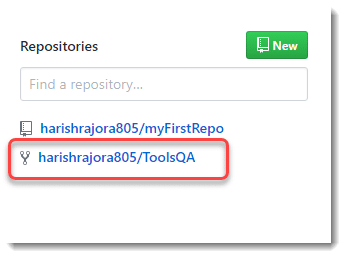 Repositories
New
Find a repository...
harishrajora805/myFirstRepo
harishrajora805/ToolsQA